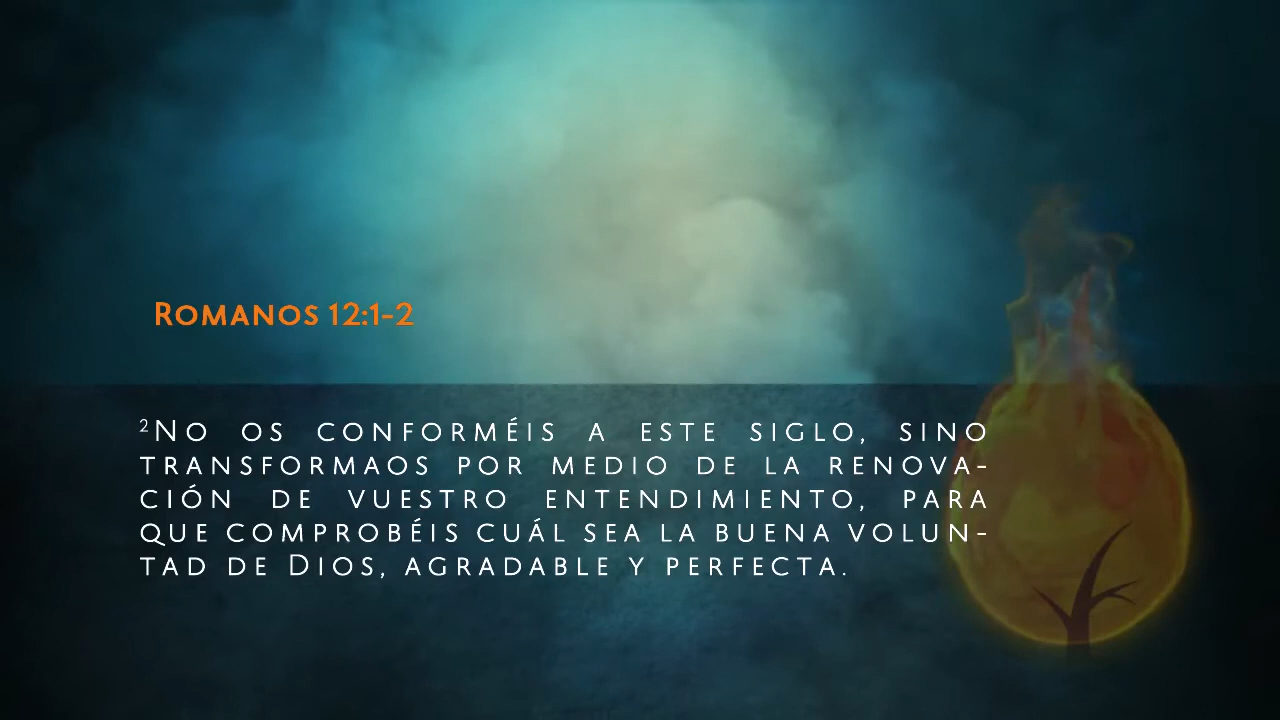 Romanos 12:1-2
²No os conforméis a este siglo, sino
transformaos por medio de la renova-
ción de vuestro entendimiento, para
que comprobéis cuál sea la buena volun-
tad de Dios, agradable y perfecta.